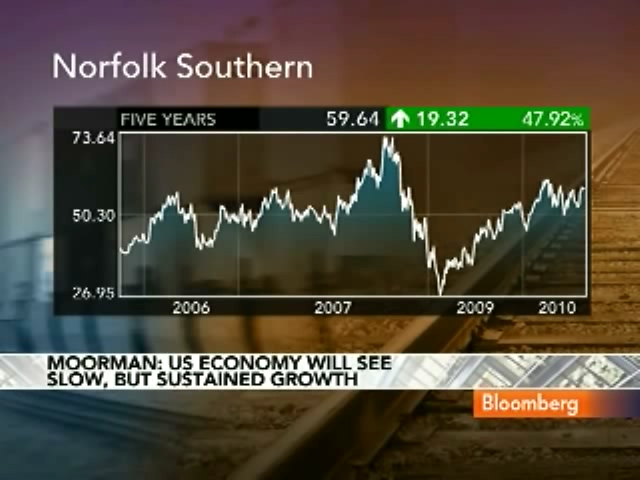 Norfolk Southern
FIVE YEARS 59.64 19.32 47.92%
73.64
50.30
26.95
2006 2007 2009 2010
MOORMAN: US ECONOMY WILL SEE
SLOW, BUT SUSTAINED GROWTH
Bloomberg